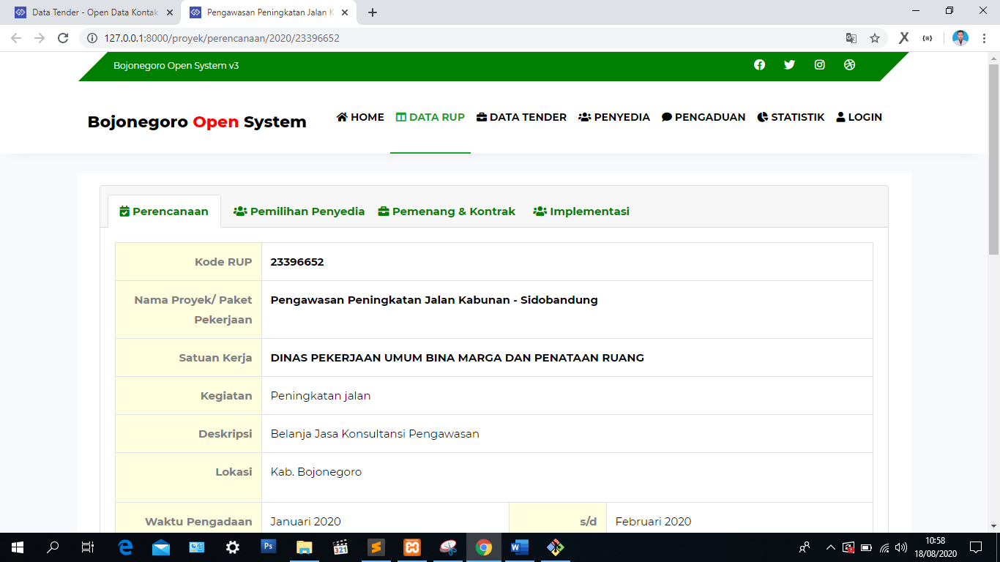 Data Tender - Open Data Kontak
Pengawasan Peningkatan Jalan K
127.0.0.1:8000/proyek/perencanaan/2020/23396652
Bojonegoro Open System v3
Bojonegoro Open System
HOME DATA RUP DATA TENDER PENYEDIA PENGADUAN STATISTIK LOGIN
Perencanaan Pemilihan Penyedia Pemenang & Kontrak Implementasi
Kode RUP 23396652
Nama Proyek/ Paket Pengawasan Peningkatan Jalan Kabunan - Sidobandung
Pekerjaan
Satuan Kerja DINAS PEKERJAAN UMUM BINA MARGA DAN PENATAAN RUANG
Kegiatan Peningkatan jalan
Deskripsi Belanja Jasa Konsultansi Pengawasan
Lokasi Kab. Bojonegoro
Waktu Pengadaan Januari 2020 s/d Februari 2020
Ps
321
W
10:58
18/08/2020